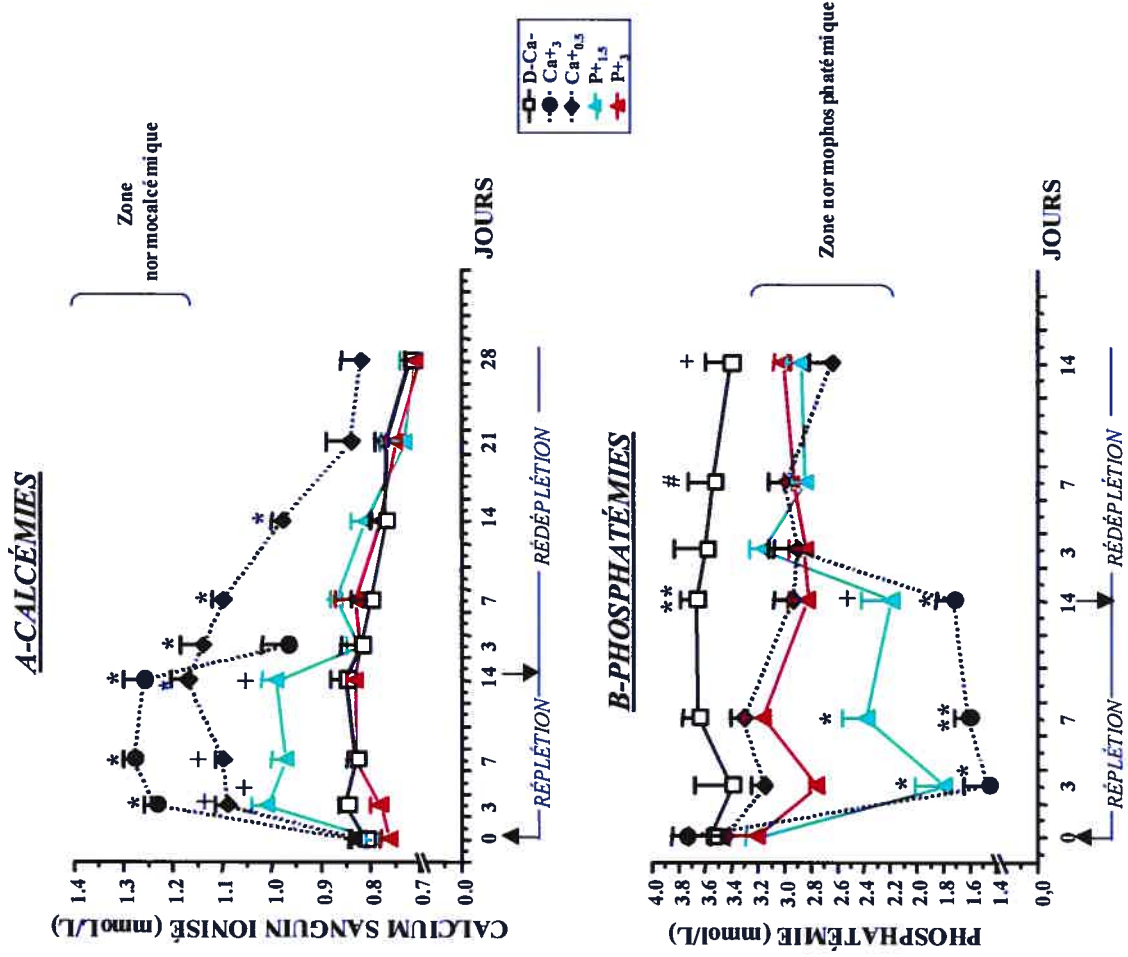 A-CALCÉMIES
CALCIUM SANGUIN IONISÉ (mmoL/L)
1.4
1.3
1.2
1.1
1.0
0.9
0.8
0.7
0.0
Zone
normocalcémique
* * * * * * * + + + +
0 3 7 14 3 7 14 21 28
JOURS
RÉPLÉTION RÉDÉPLÉTION
D-Ca-
Ca+3
Ca+0.5
P+1.5
P+3
B-PHOSPHATÉMIES
PHOSPHATÉMIE (mmol/L)
4.0
3.8
3.6
3.4
3.2
3.0
2.8
2.6
2.4
2.2
2.0
1.8
1.6
1.4
0,0
Zone normophosphatémique
** # + * * * ** + *
0 3 7 14 3 7 14
JOURS
RÉPLÉTION RÉDÉPLÉTION